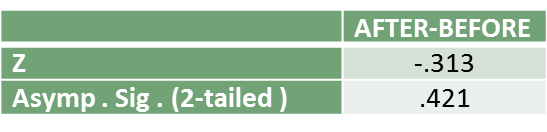 AFTER-BEFORE
Z -.313
Asymp . Sig . (2-tailed ) .421